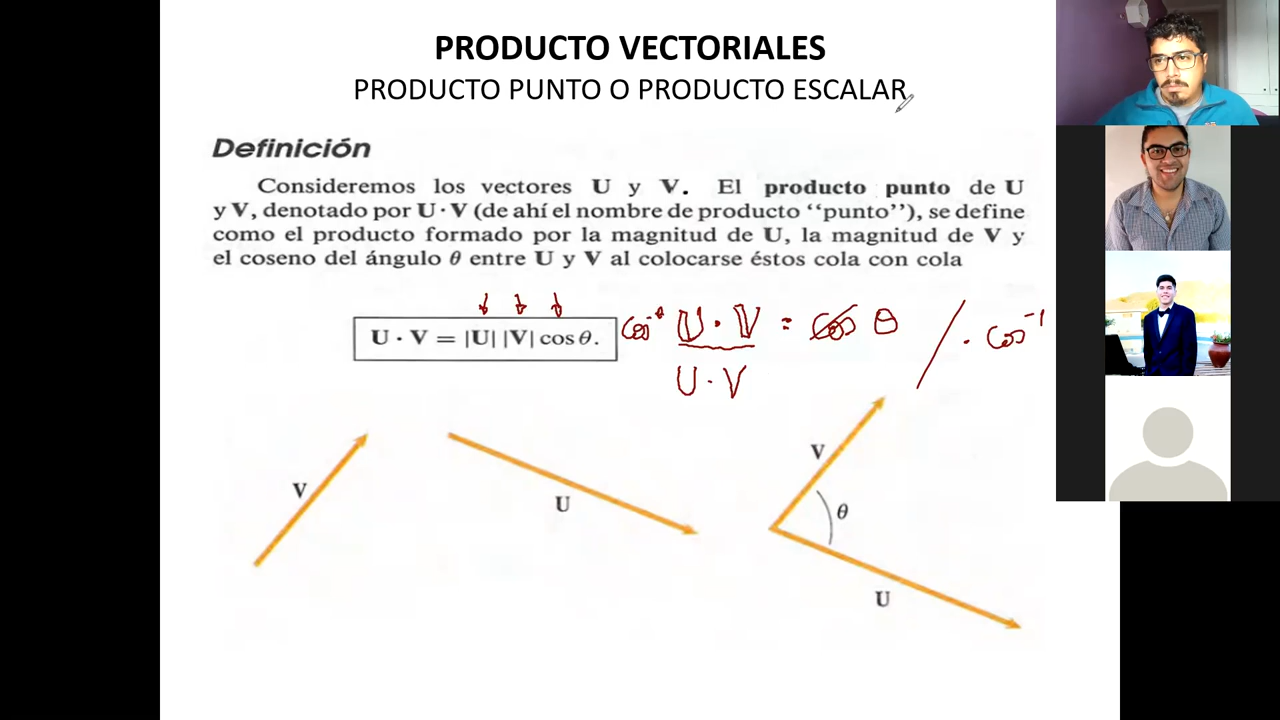 PRODUCTO VECTORIALES
PRODUCTO PUNTO O PRODUCTO ESCALAR
Definición
Consideremos los vectores U y V. El producto punto de U
y V, denotado por U · V (de ahí el nombre de producto ‘‘punto’’), se define
como el producto formado por la magnitud de U, la magnitud de V y
el coseno del ángulo θ entre U y V al colocarse éstos cola con cola
U · V = |U| |V| cos θ.
U · V = cos θ / · cos⁻¹
U · V
V
U
V
θ
U